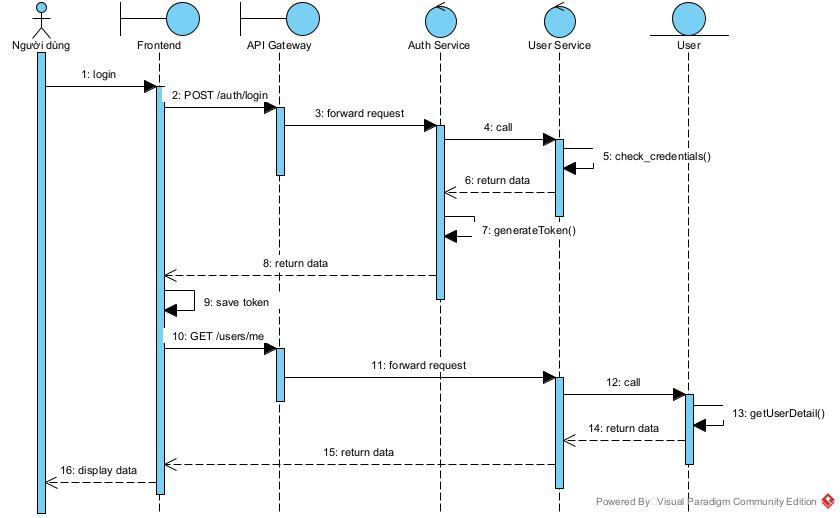 Người dùng
Frontend
API Gateway
Auth Service
User Service
User
1: login
2: POST /auth/login
3: forward request
4: call
5: check_credentials()
6: return data
7: generateToken()
8: return data
9: save token
10: GET /users/me
11: forward request
12: call
13: getUserDetail()
14: return data
15: return data
16: display data
Powered By Visual Paradigm Community Edition